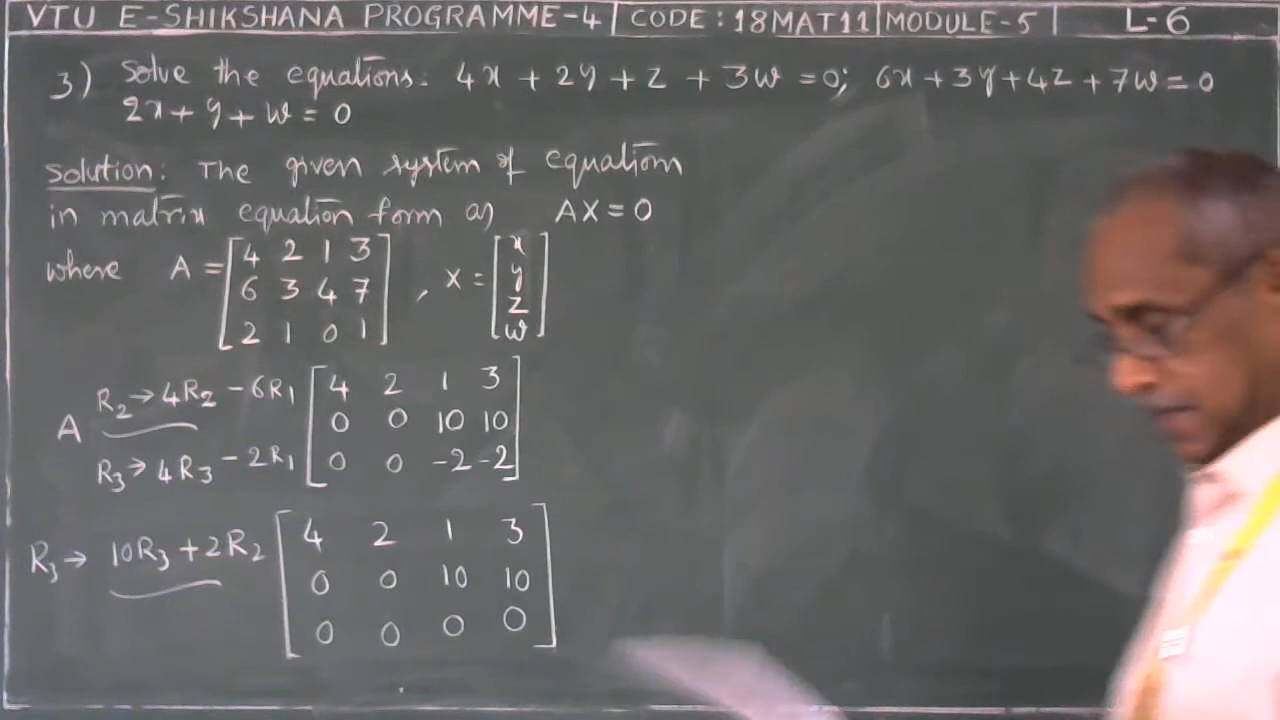 VTU E-SHIKSHANA PROGRAMME-4 | CODE: 18MAT11 | MODULE-5 | L-6
3) Solve the equations: 4x + 2y + z + 3w = 0; 6x + 3y + 4z + 7w = 0
2x + y + w = 0
Solution: The given system of equations
in matrix equation form as AX = 0
where A = [4 2 1 3
6 3 4 7
2 1 0 1], X = [x
y
z
w]
A R2→4R2-6R1 [4 2 1 3
0 0 10 10
R3→4R3-2R1 0 0 -2 -2]
R3→ 10R3+2R2 [4 2 1 3
0 0 10 10
0 0 0 0]